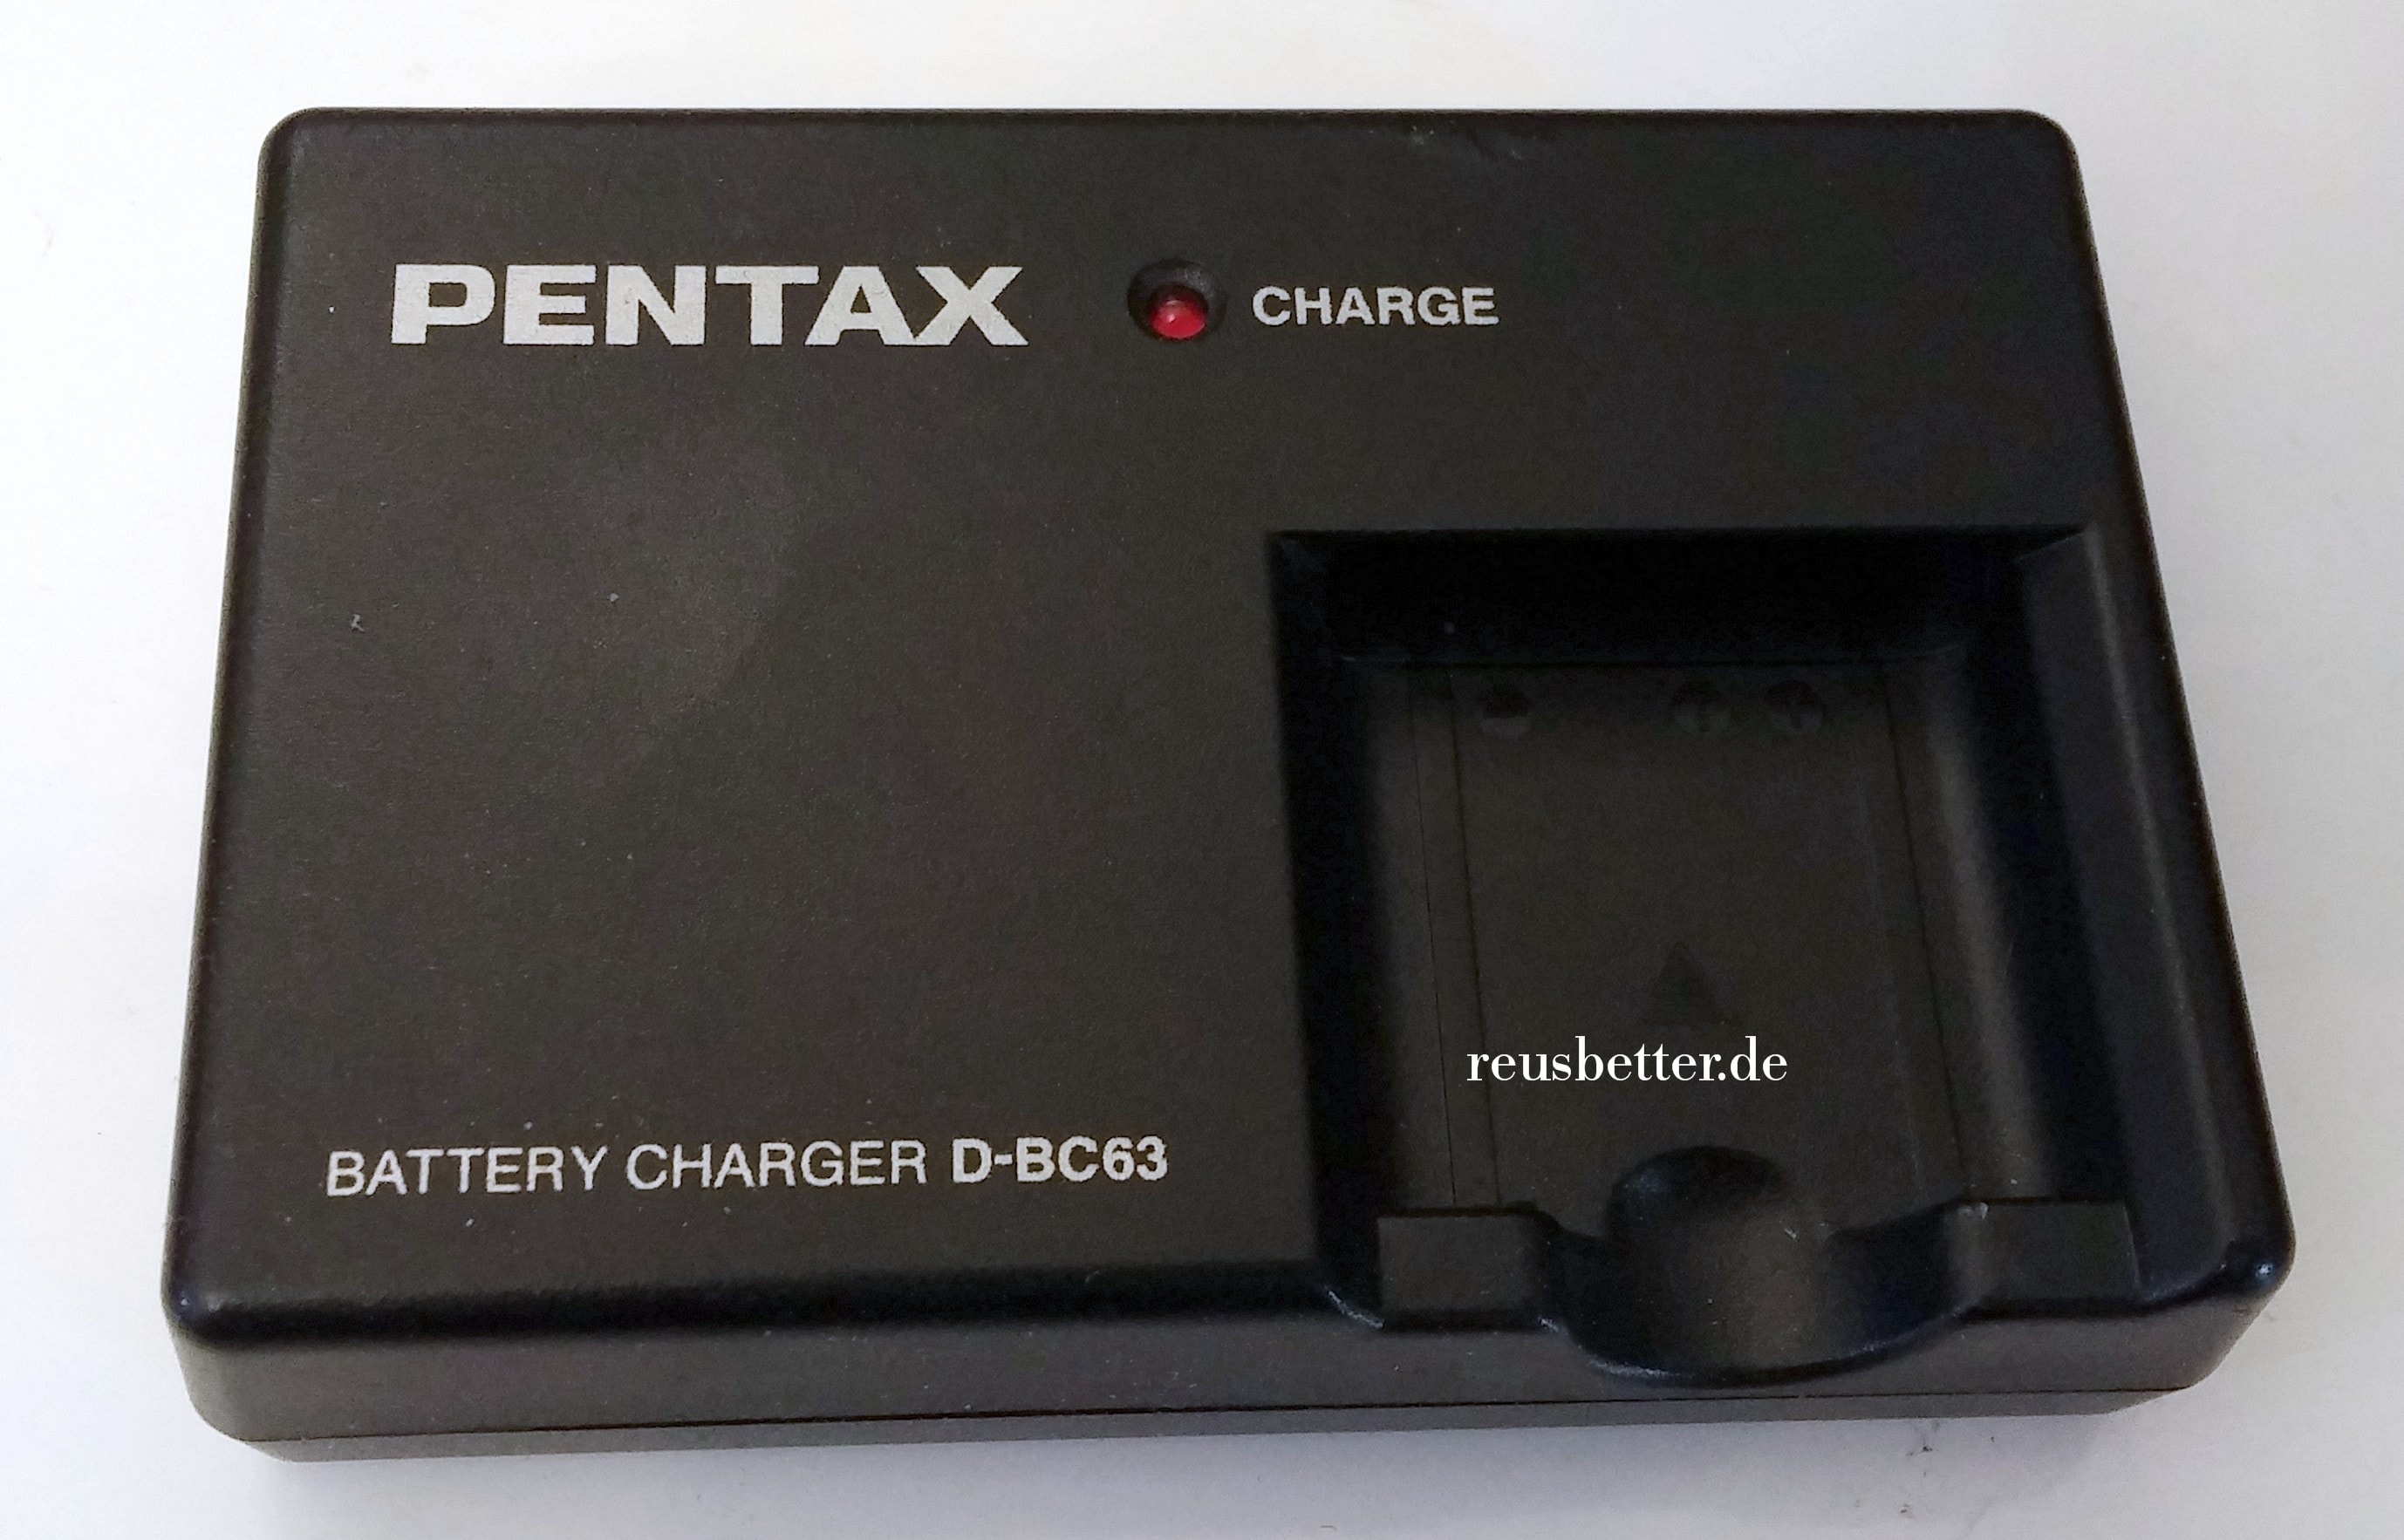 PENTAX CHARGE
reusbetter.de
BATTERY CHARGER D-BC63